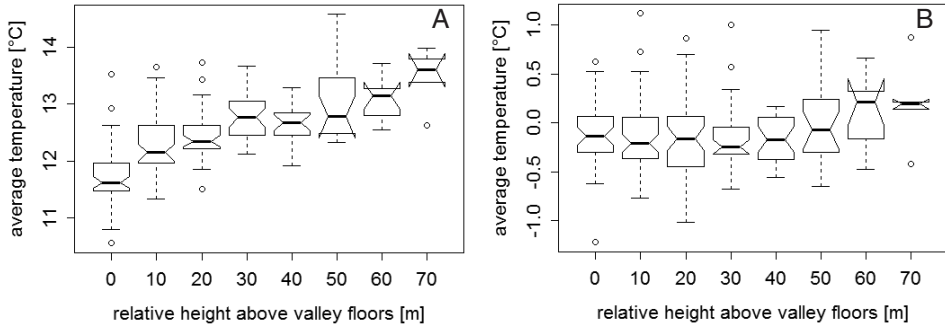 A
average temperature [°C]
14
13
12
11
0 10 20 30 40 50 60 70
relative height above valley floors [m]
B
average temperature [°C]
1.0
0.5
0.0
-0.5
-1.0
0 10 20 30 40 50 60 70
relative height above valley floors [m]